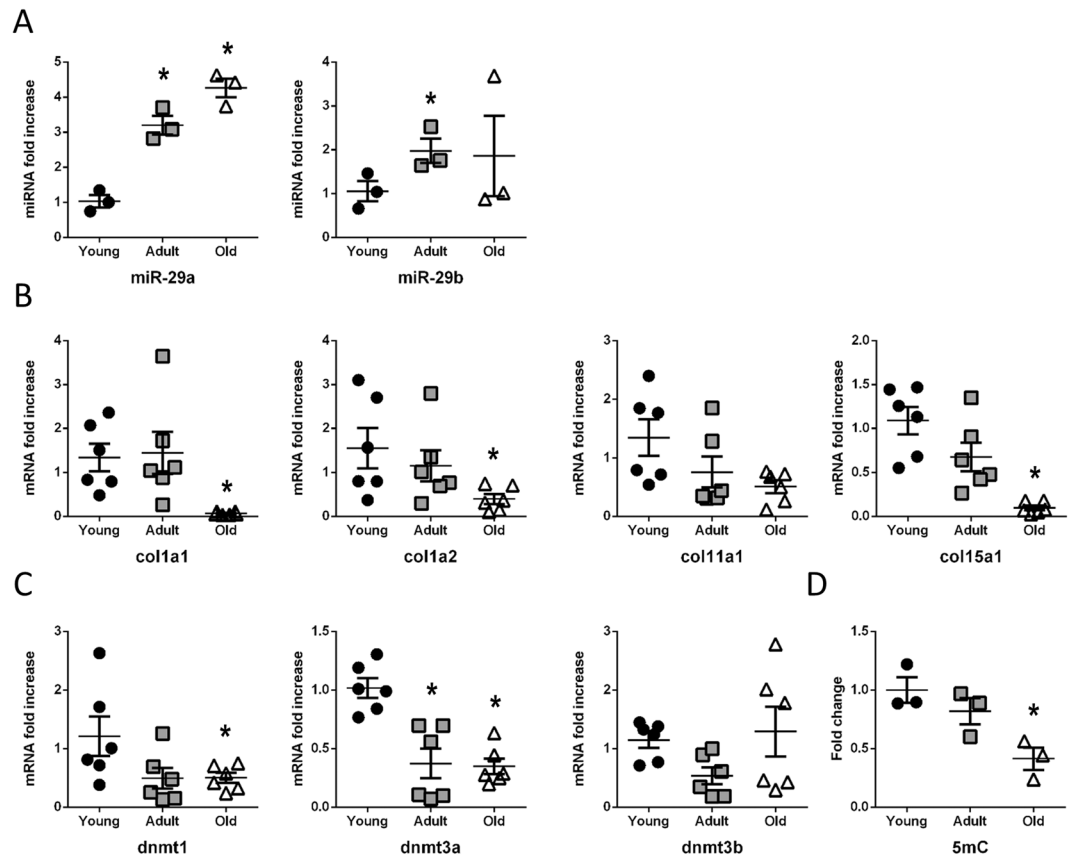 A
miRNA fold increase
5
4
3
2
1
0
*
*
Young Adult Old
miR-29a
miRNA fold increase
4
3
2
1
0
*
Young Adult Old
miR-29b
B
mRNA fold increase
4
3
2
1
0
*
Young Adult Old
col1a1
mRNA fold increase
4
3
2
1
0
*
Young Adult Old
col1a2
mRNA fold increase
3
2
1
0
Young Adult Old
col11a1
mRNA fold increase
2.0
1.5
1.0
0.5
0.0
*
Young Adult Old
col15a1
C
mRNA fold increase
3
2
1
0
*
Young Adult Old
dnmt1
mRNA fold increase
1.5
1.0
0.5
0.0
*
*
Young Adult Old
dnmt3a
mRNA fold increase
3
2
1
0
Young Adult Old
dnmt3b
D
Fold change
1.5
1.0
0.5
0.0
*
Young Adult Old
5mC